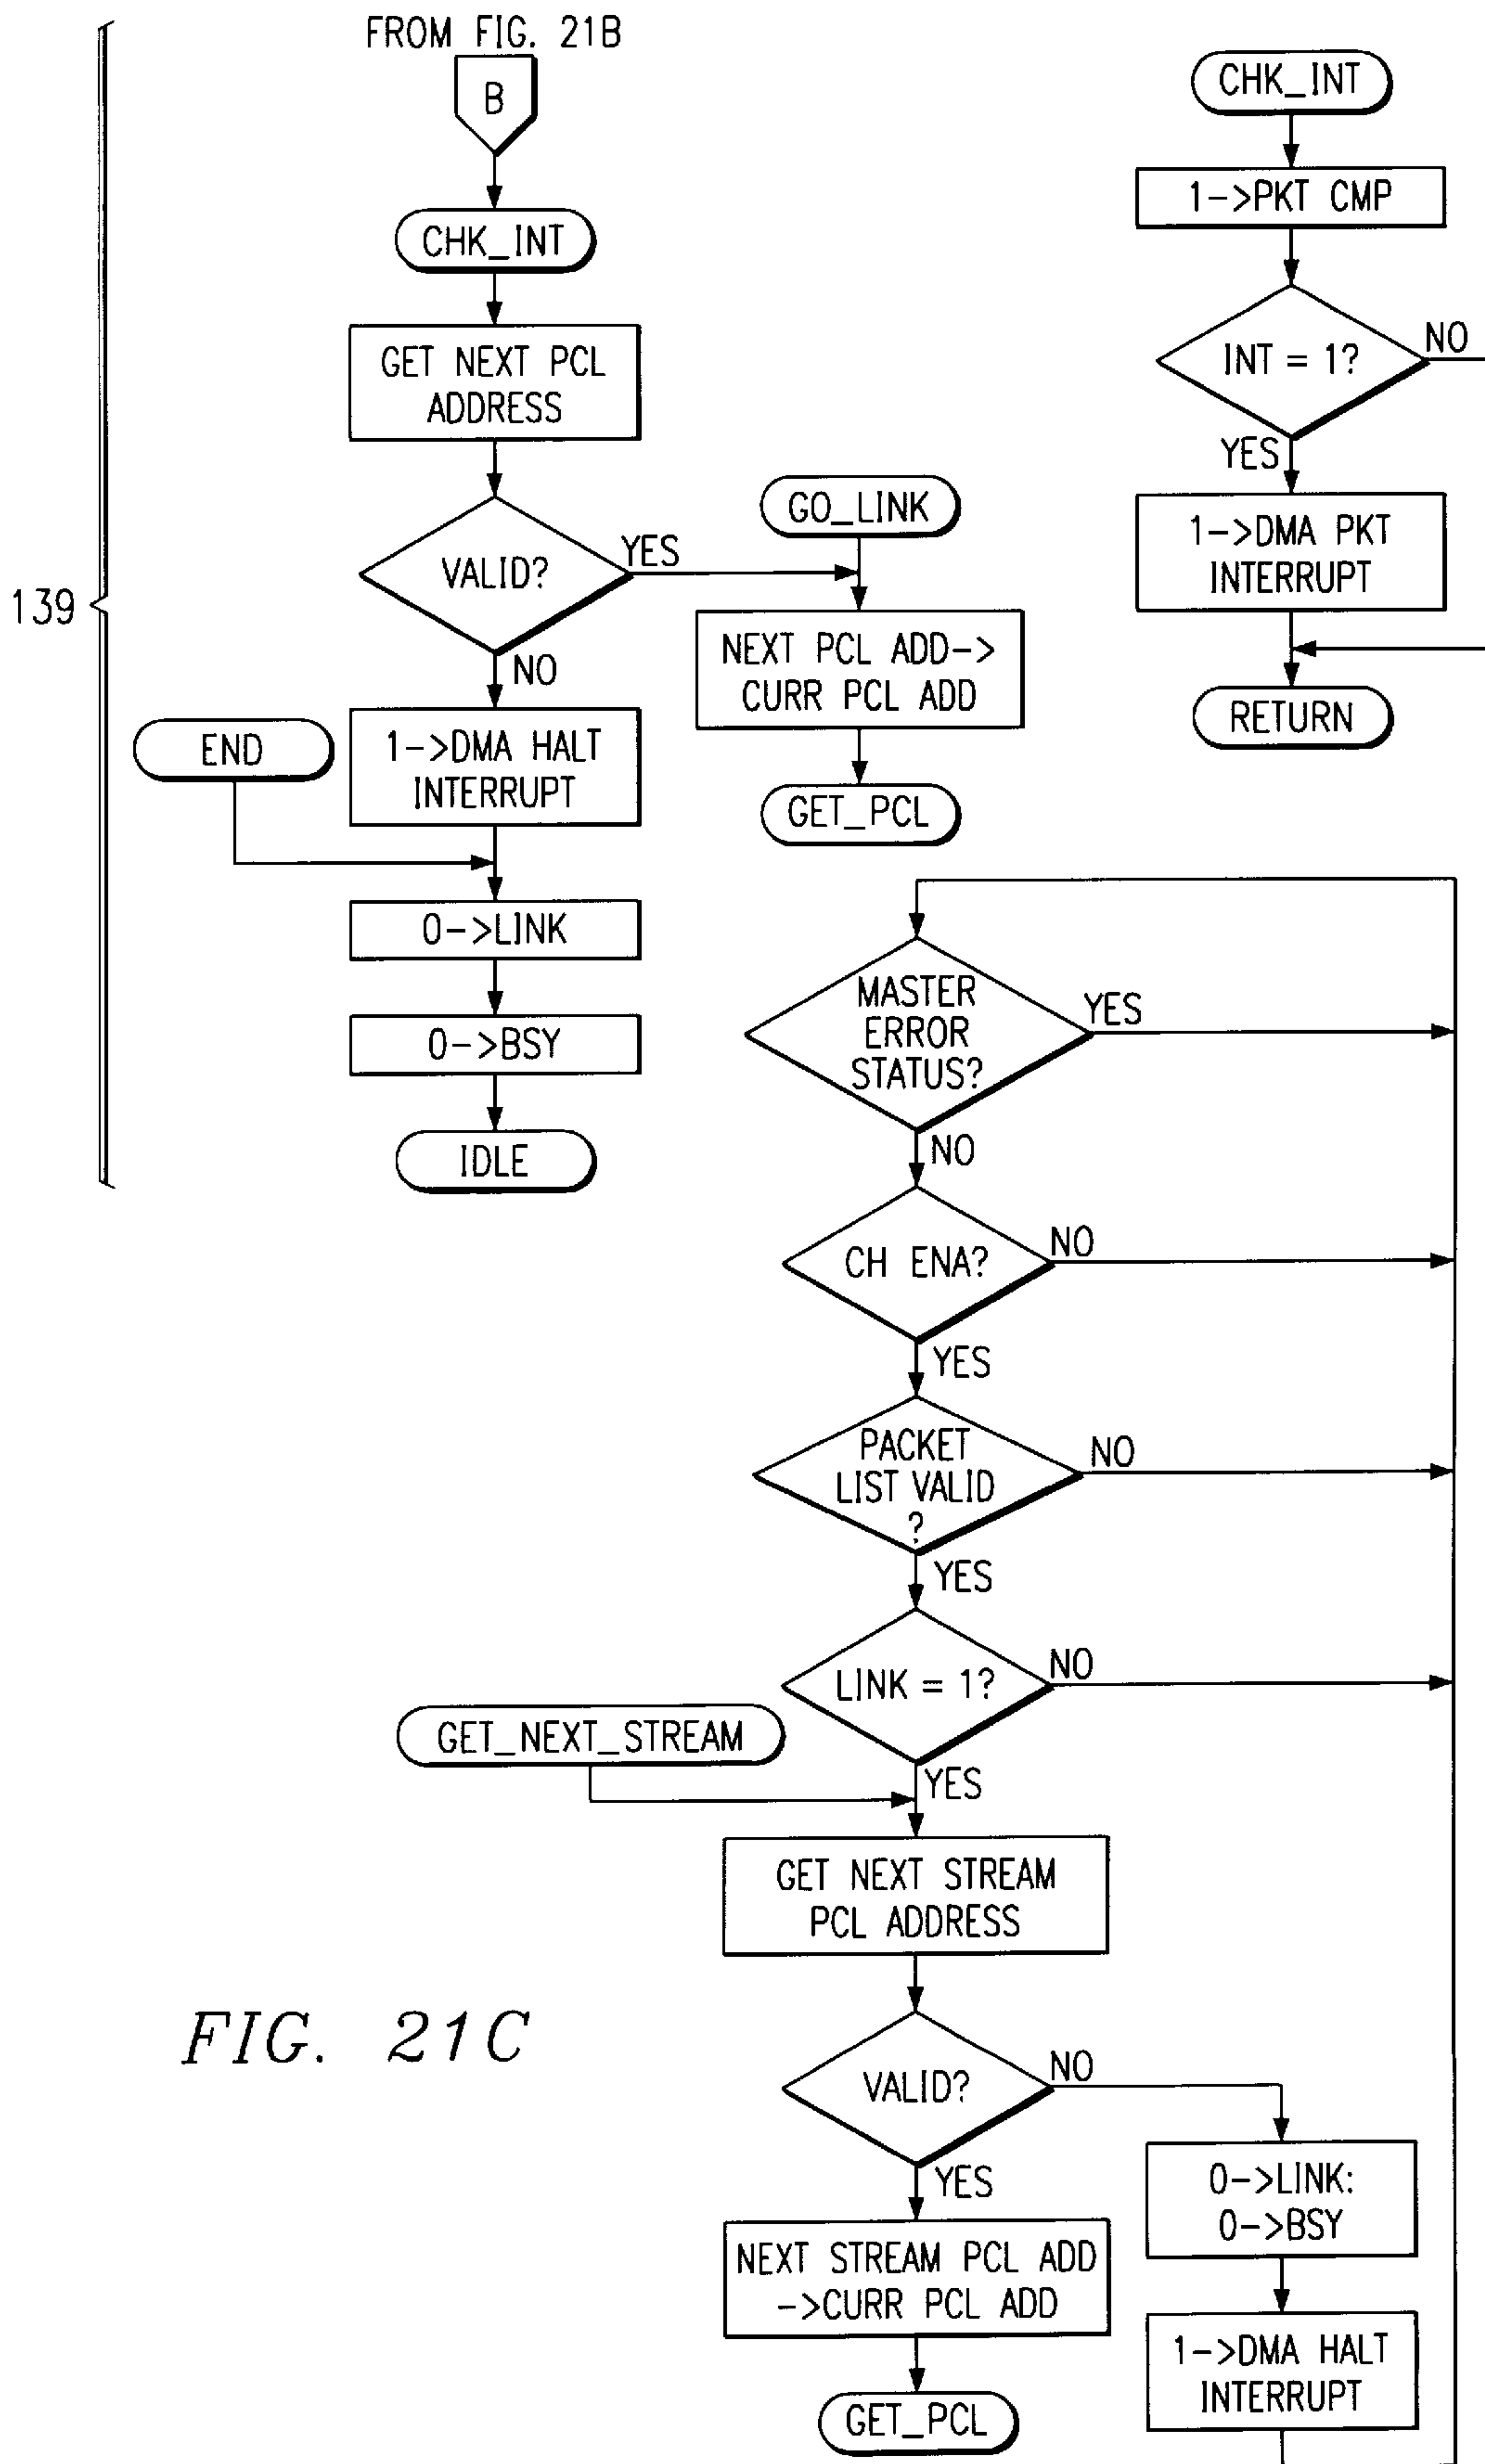 FROM FIG. 21B
B
CHK_INT
GET NEXT PCL
ADDRESS
VALID?
YES
NO
GO_LINK
NEXT PCL ADD->
CURR PCL ADD
GET_PCL
139
END
1->DMA HALT
INTERRUPT
0->LINK
0->BSY
IDLE
CHK_INT
1->PKT CMP
INT = 1?
NO
YES
1->DMA PKT
INTERRUPT
RETURN
MASTER
ERROR
STATUS?
YES
NO
CH ENA?
NO
YES
PACKET
LIST VALID
?
NO
YES
LINK = 1?
NO
YES
GET_NEXT_STREAM
GET NEXT STREAM
PCL ADDRESS
VALID?
NO
YES
0->LINK:
0->BSY
NEXT STREAM PCL ADD
->CURR PCL ADD
1->DMA HALT
INTERRUPT
GET_PCL
FIG. 21C